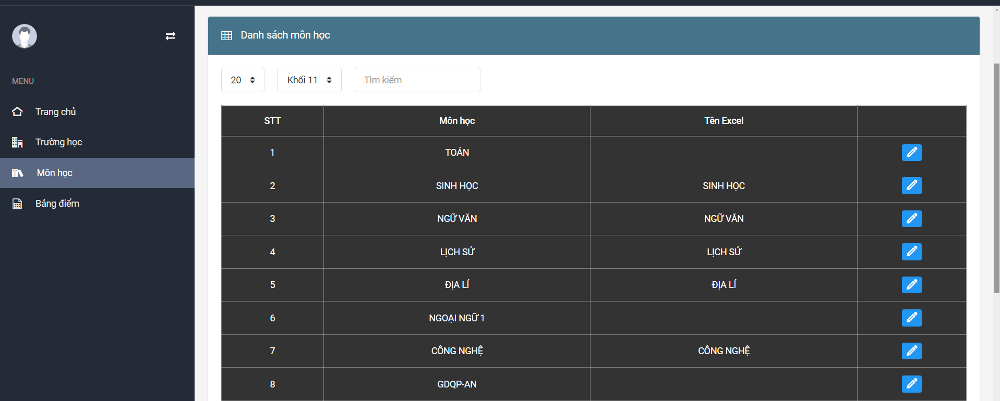 MENU
Trang chủ
Trường học
Môn học
Bảng điểm
Danh sách môn học
20 Khối 11 Tìm kiếm
STT Môn học Tên Excel
1 TOÁN
2 SINH HỌC SINH HỌC
3 NGỮ VĂN NGỮ VĂN
4 LỊCH SỬ LỊCH SỬ
5 ĐỊA LÍ ĐỊA LÍ
6 NGOẠI NGỮ 1
7 CÔNG NGHỆ CÔNG NGHỆ
8 GDQP-AN